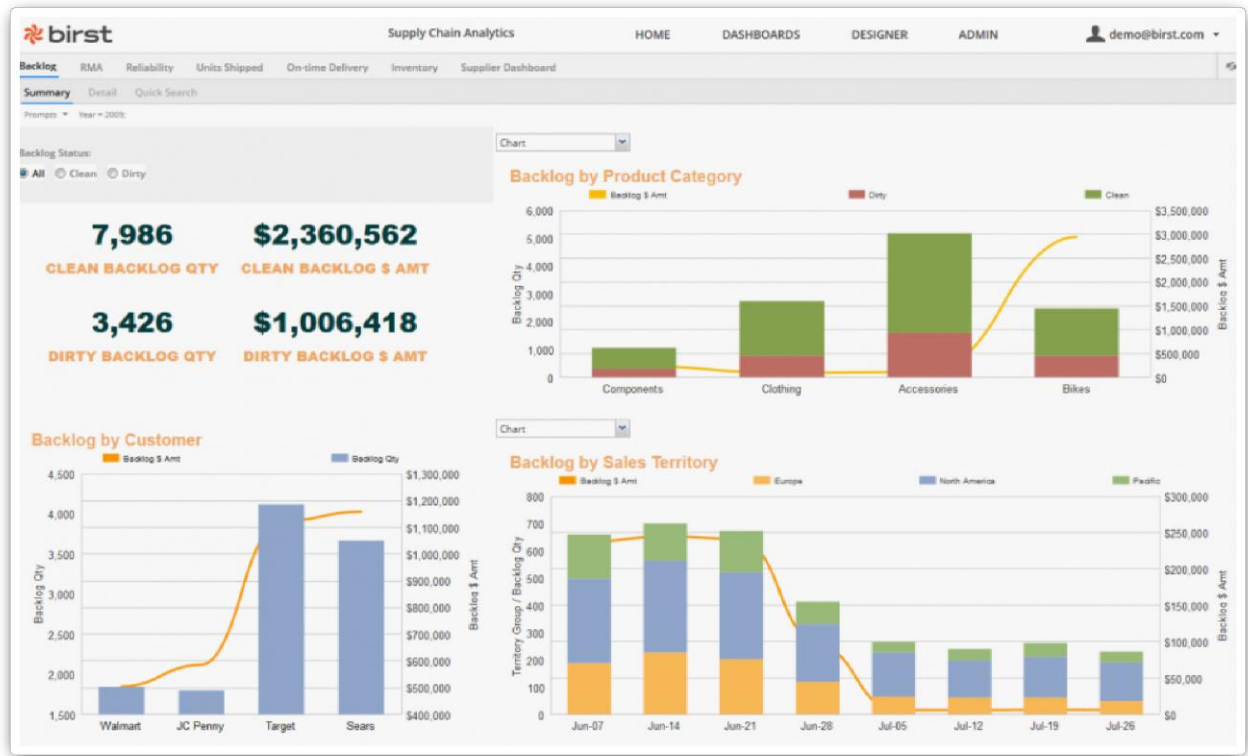 birst
Supply Chain Analytics
HOME
DASHBOARDS
DESIGNER
ADMIN
demo@birst.com
Backlog
RMA
Reliability
Units Shipped
On-time Delivery
Inventory
Supplier Dashboard
Summary
Detail
Quick Search
Prompts
Year = 2009;
Backlog Status:
All
Clean
Dirty
7,986
CLEAN BACKLOG QTY
$2,360,562
CLEAN BACKLOG $ AMT
3,426
DIRTY BACKLOG QTY
$1,006,418
DIRTY BACKLOG $ AMT
Chart
Backlog by Product Category
Backlog $ Amt
Dirty
Clean
Backlog Qty
6,000
5,000
4,000
3,000
2,000
1,000
0
$3,500,000
$3,000,000
$2,500,000
$2,000,000
$1,500,000
$1,000,000
$500,000
$0
Backlog $ Amt
Components
Clothing
Accessories
Bikes
Backlog by Customer
Backlog $ Amt
Backlog Qty
Backlog Qty
4,500
4,000
3,500
3,000
2,500
2,000
1,500
$1,300,000
$1,200,000
$1,100,000
$1,000,000
$900,000
$800,000
$700,000
$600,000
$500,000
$400,000
Backlog $ Amt
Walmart
JC Penny
Target
Sears
Chart
Backlog by Sales Territory
Backlog $ Amt
Europe
North America
Pacific
Territory Group / Backlog Qty
800
700
600
500
400
300
200
100
0
$300,000
$250,000
$200,000
$150,000
$100,000
$50,000
$0
Backlog $ Amt
Jun-07
Jun-14
Jun-21
Jun-28
Jul-05
Jul-12
Jul-19
Jul-26